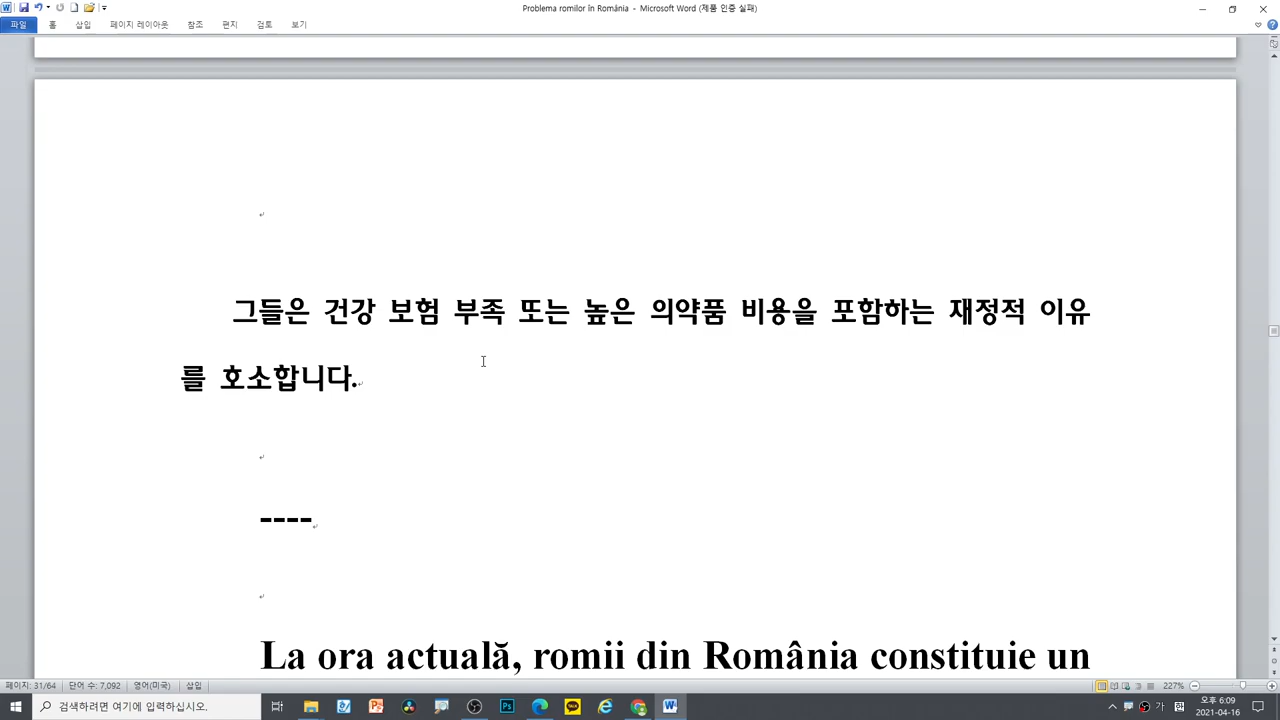 Problema romilor în România - Microsoft Word (제품 인증 실패)
파일 홈 삽입 페이지 레이아웃 참조 편지 검토 보기
그들은 건강 보험 부족 또는 높은 의약품 비용을 포함하는 재정적 이유
를 호소합니다.
----
La ora actuală, romii din România constituie un
페이지: 31/64 단어 수: 7,092 영어(미국) 삽입 227%
검색하려면 여기에 입력하십시오. 가 오후 6:09
2021-04-16